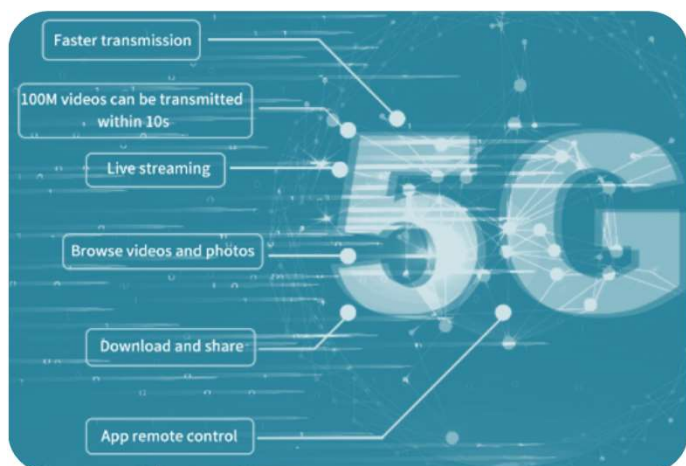 Faster transmission
100M videos can be transmitted
within 10s
Live streaming
Browse videos and photos
Download and share
App remote control
5G